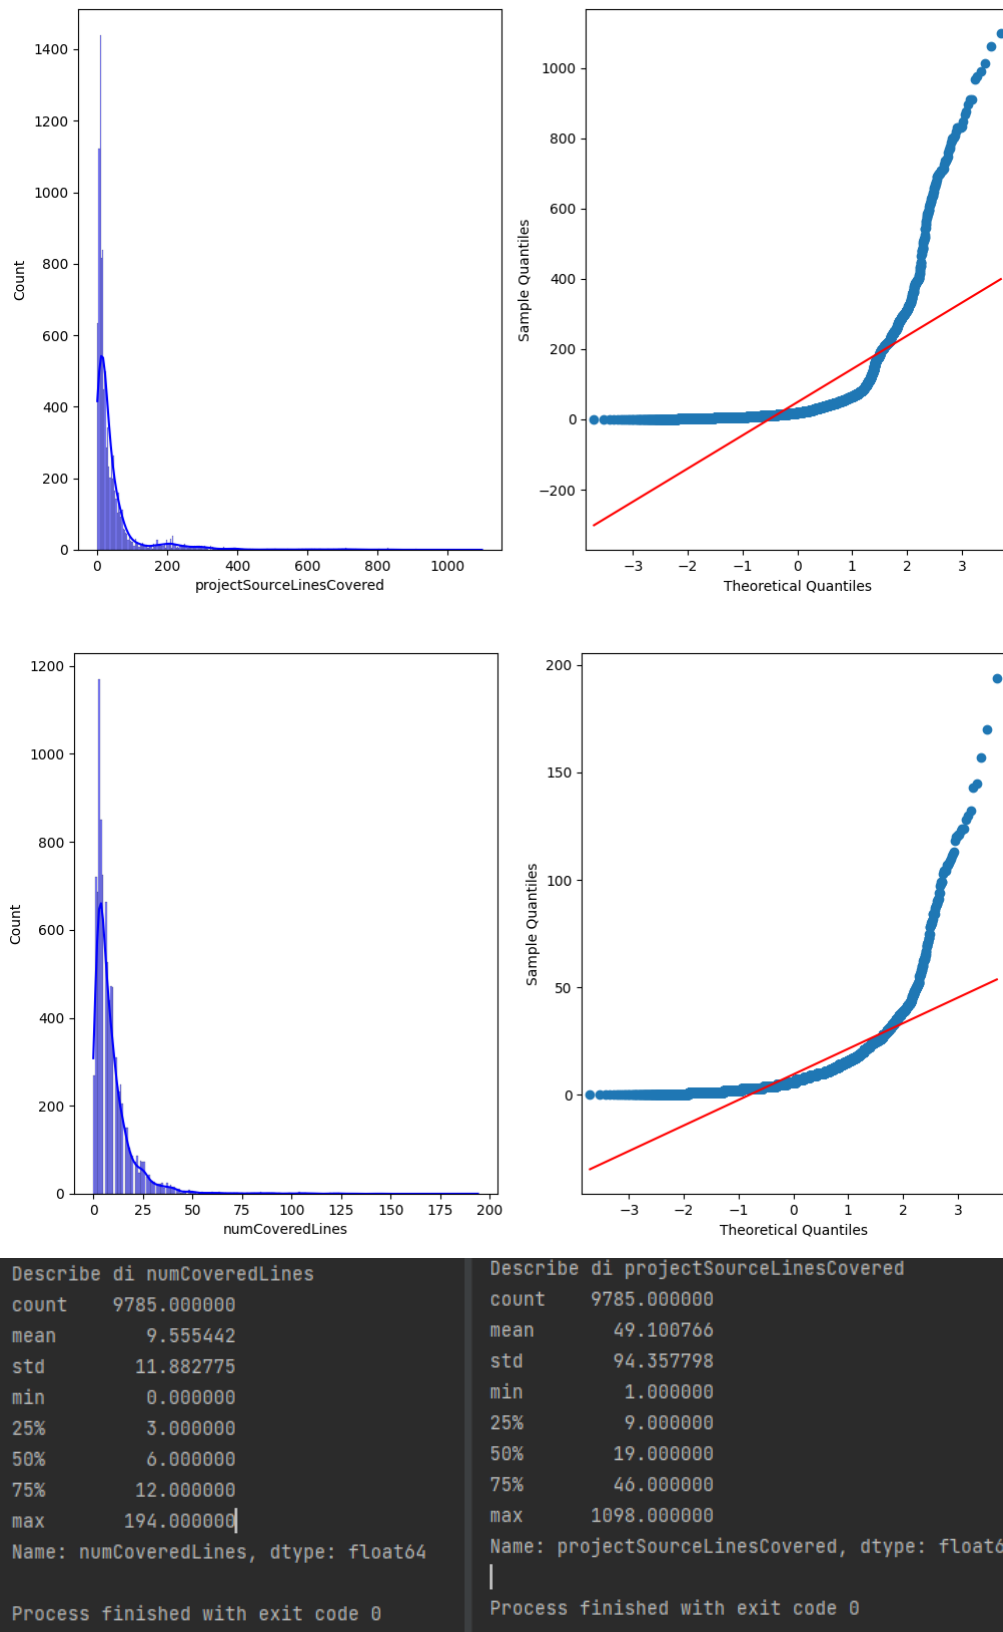 1400
1200
1000
800
600
400
200
0
Count
0 200 400 600 800 1000
projectSourceLinesCovered
1000
800
600
400
200
0
−200
Sample Quantiles
−3 −2 −1 0 1 2 3
Theoretical Quantiles
1200
1000
800
600
400
200
0
Count
0 25 50 75 100 125 150 175 200
numCoveredLines
200
150
100
50
0
Sample Quantiles
−3 −2 −1 0 1 2 3
Theoretical Quantiles
Describe di numCoveredLines
count 9785.000000
mean 9.555442
std 11.882775
min 0.000000
25% 3.000000
50% 6.000000
75% 12.000000
max 194.000000
Name: numCoveredLines, dtype: float64
Process finished with exit code 0
Describe di projectSourceLinesCovered
count 9785.000000
mean 49.100766
std 94.357798
min 1.000000
25% 9.000000
50% 19.000000
75% 46.000000
max 1098.000000
Name: projectSourceLinesCovered, dtype: float6
Process finished with exit code 0